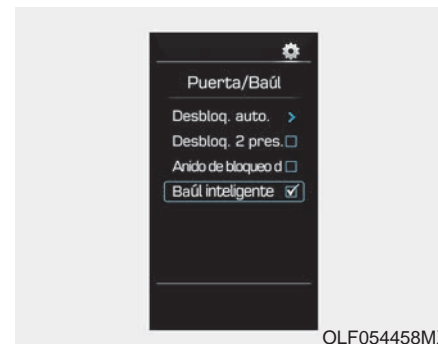 Puerta/Baúl
Desbloq. auto. >
Desbloq. 2 pres.
Anido de bloqueo d
Baúl inteligente
OLF054458M